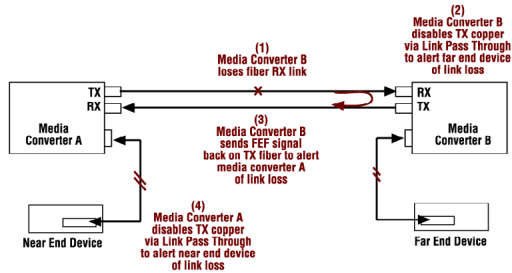 (1)
Media Converter B
loses fiber RX link
(2)
Media Converter B
disables TX copper
via Link Pass Through
to alert far end device
of link loss
TX
RX
Media
Converter A
RX
TX
Media
Converter B
(3)
Media Converter B
sends FEF signal
back on TX fiber to alert
media converter A
of link loss
(4)
Media Converter A
disables TX copper
via Link Pass Through
to alert near end device
of link loss
Near End Device
Far End Device